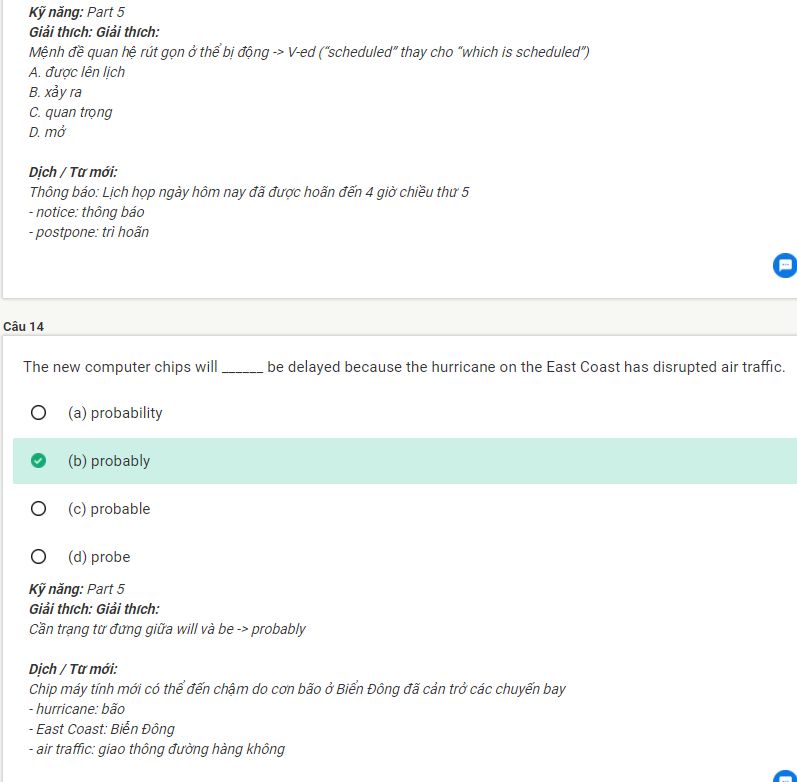 Kỹ năng: Part 5
Giải thích: Giải thích:
Mệnh đề quan hệ rút gọn ở thể bị động -> V-ed (“scheduled” thay cho “which is scheduled”)
A. được lên lịch
B. xảy ra
C. quan trọng
D. mở
Dịch / Từ mới:
Thông báo: Lịch họp ngày hôm nay đã được hoãn đến 4 giờ chiều thứ 5
- notice: thông báo
- postpone: trì hoãn
Câu 14
The new computer chips will ______ be delayed because the hurricane on the East Coast has disrupted air traffic.
(a) probability
(b) probably
(c) probable
(d) probe
Kỹ năng: Part 5
Giải thích: Giải thích:
Cần trạng từ đứng giữa will và be -> probably
Dịch / Từ mới:
Chip máy tính mới có thể đến chậm do cơn bão ở Biển Đông đã cản trở các chuyến bay
- hurricane: bão
- East Coast: Biển Đông
- air traffic: giao thông đường hàng không